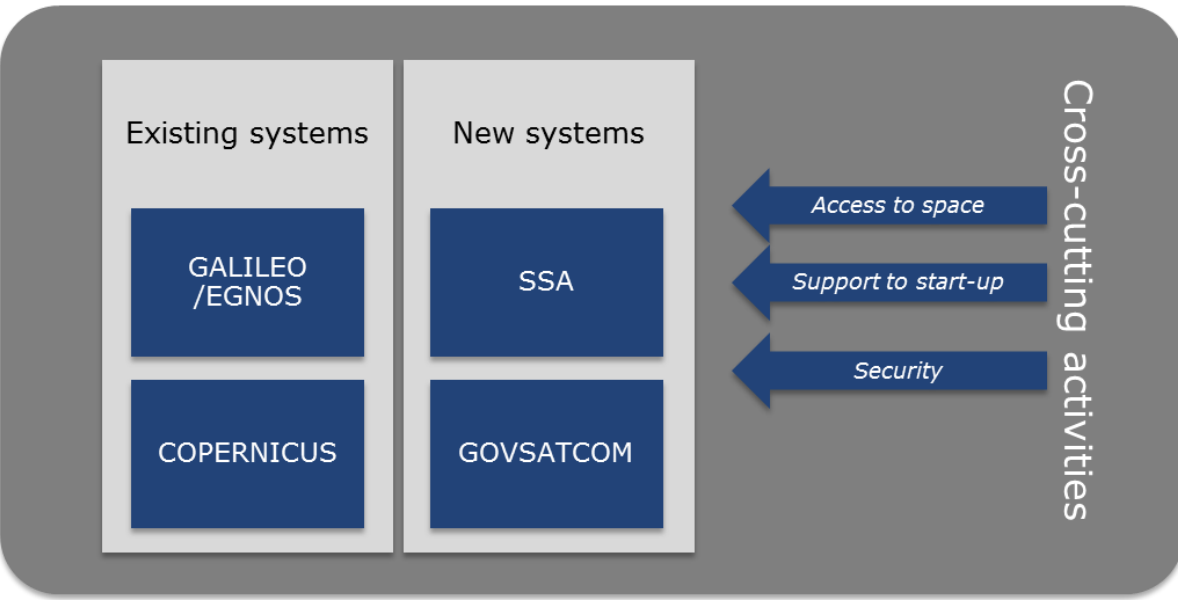 Existing systems
GALILEO
/EGNOS
COPERNICUS
New systems
SSA
GOVSATCOM
Access to space
Support to start-up
Security
Cross-cutting activities